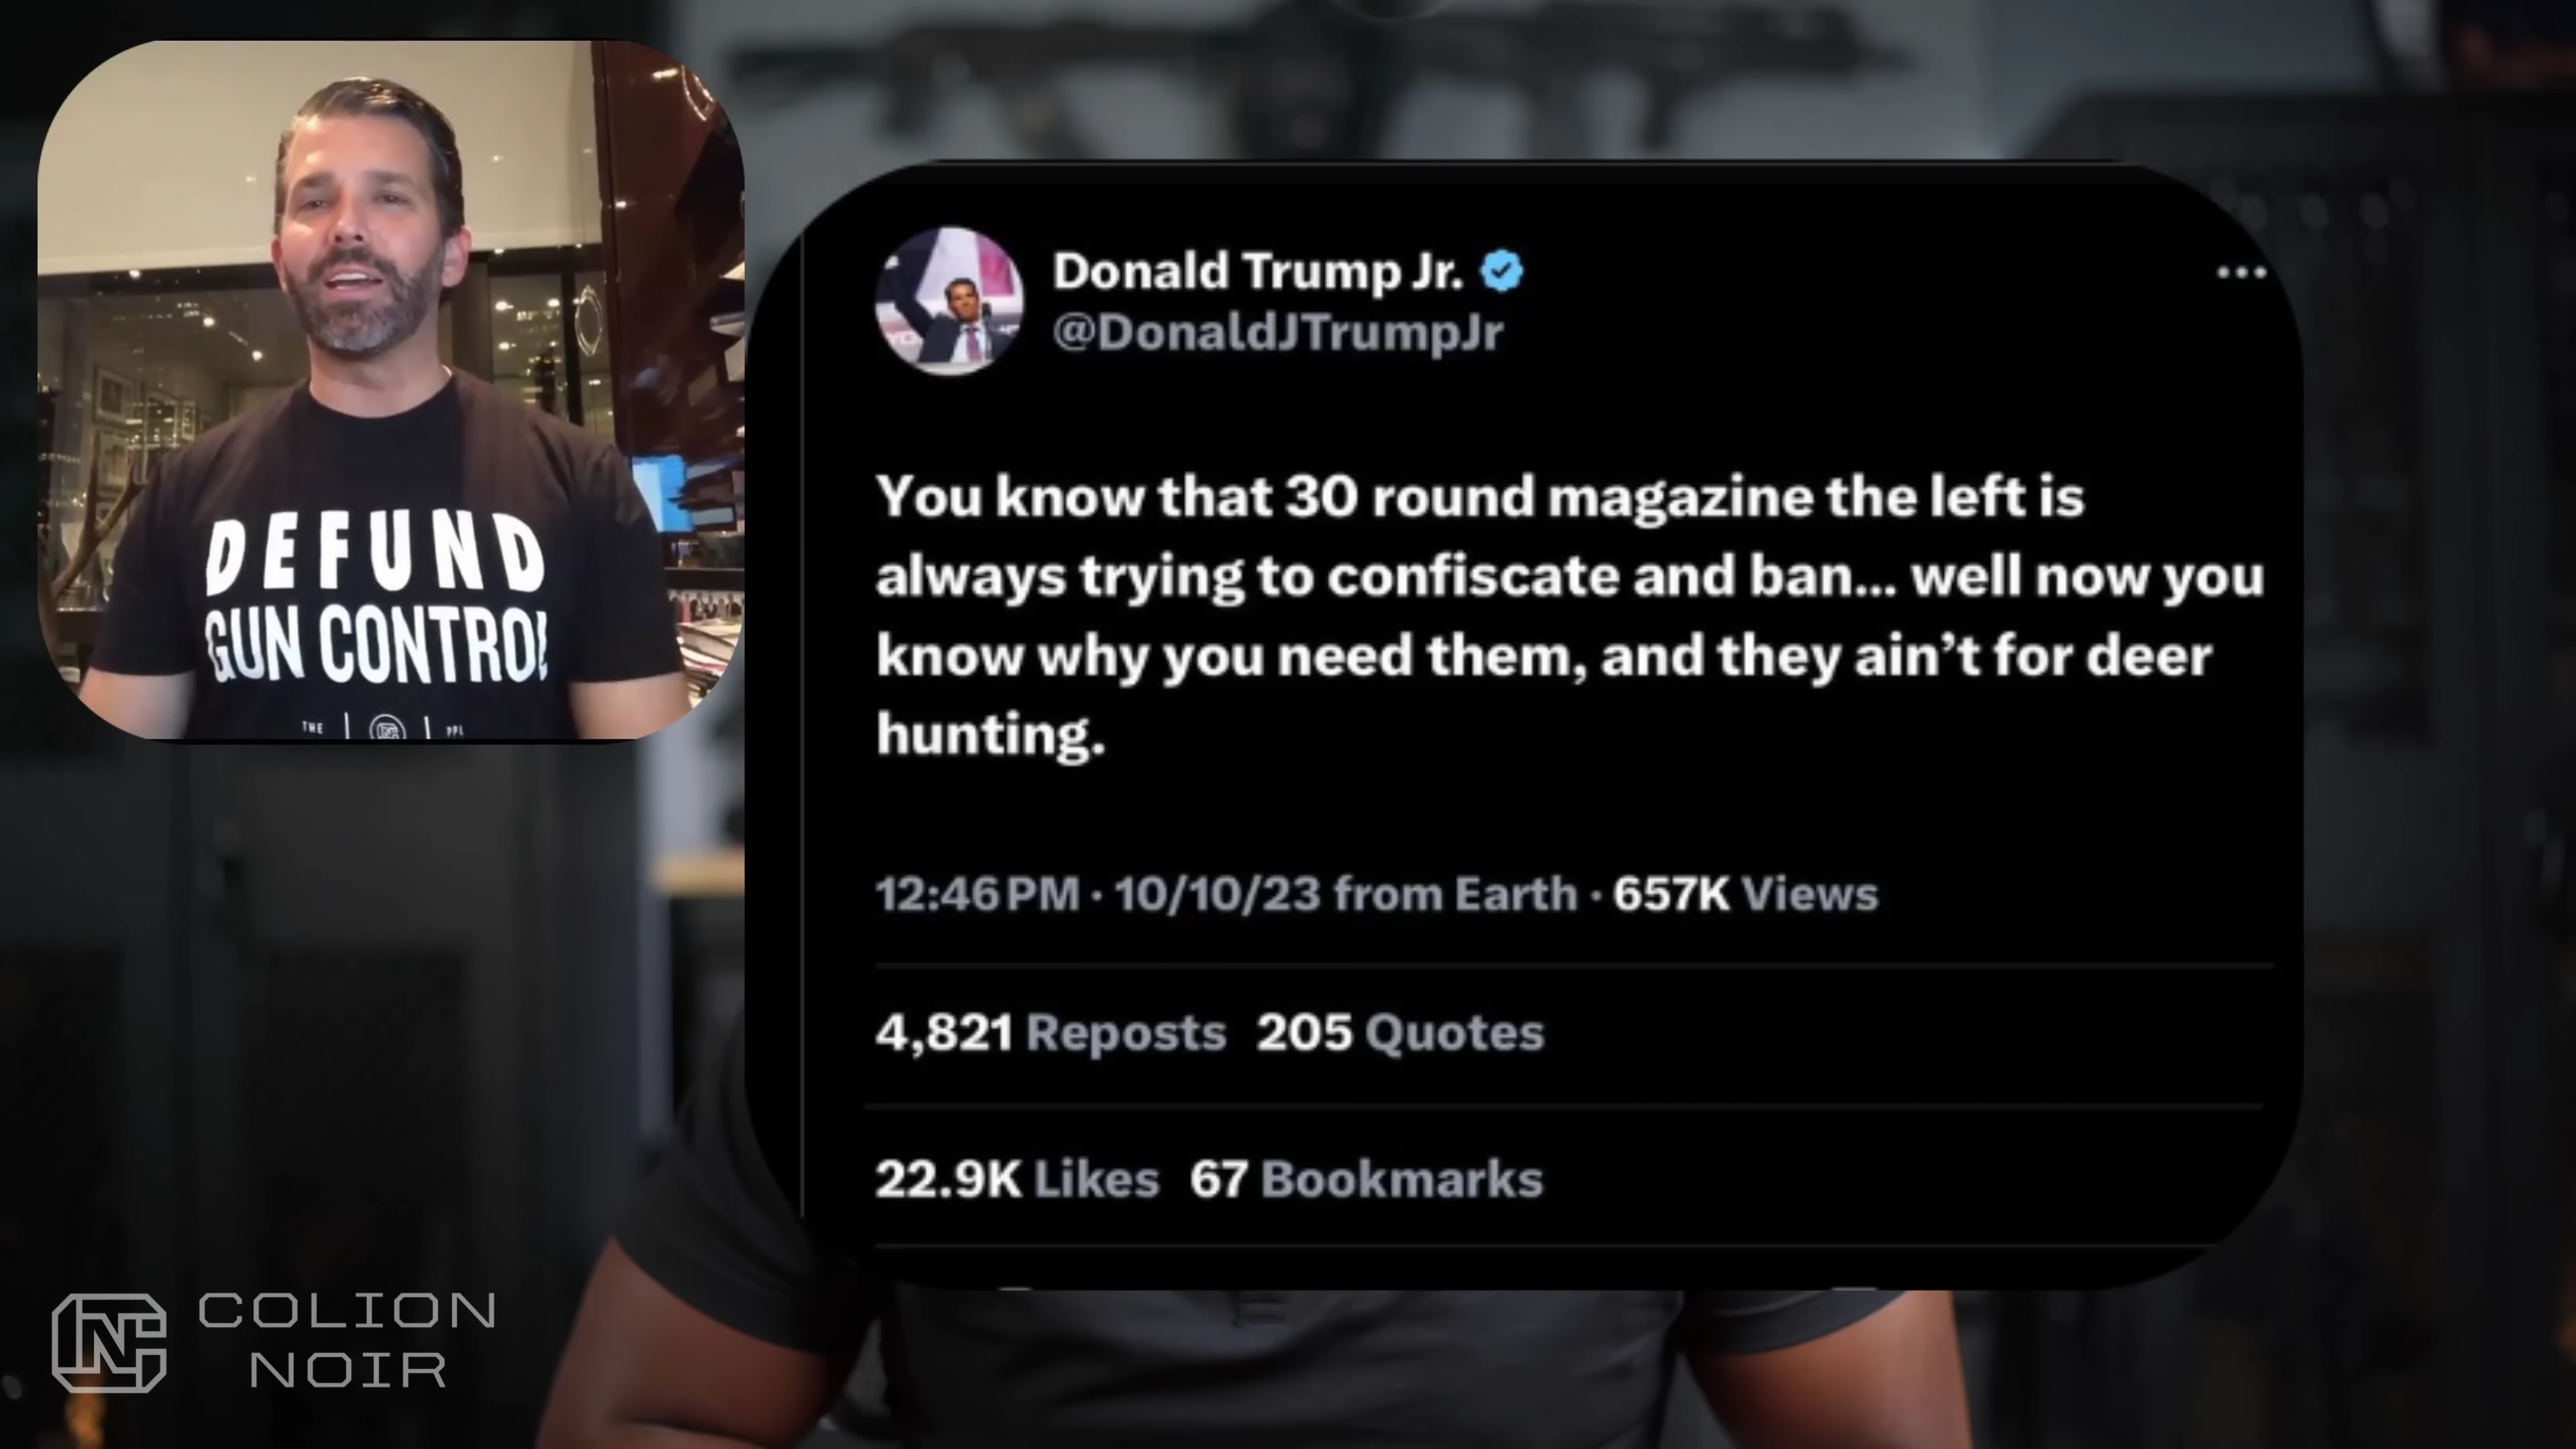 DEFUND
GUN CONTROL
THE
PPL
Donald Trump Jr.
@DonaldJTrumpJr
You know that 30 round magazine the left is
always trying to confiscate and ban... well now you
know why you need them, and they ain’t for deer
hunting.
12:46 PM · 10/10/23 from Earth · 657K Views
4,821 Reposts 205 Quotes
22.9K Likes 67 Bookmarks
COLION
NOIR